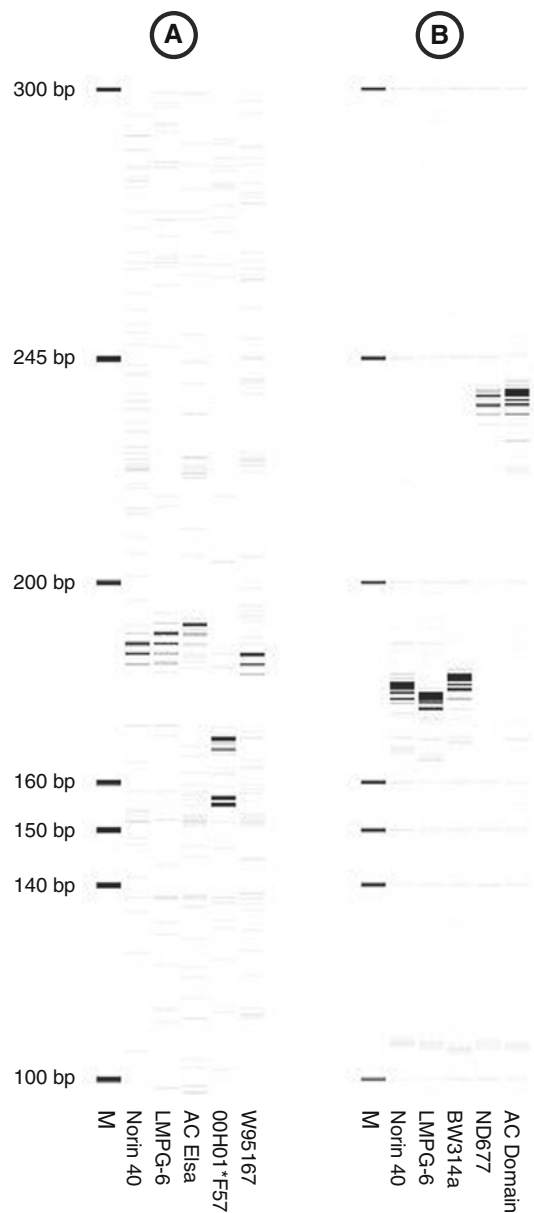 A
B
300 bp
245 bp
200 bp
160 bp
150 bp
140 bp
100 bp
M
Norin 40
LMPG-6
AC Elsa
00H01*F57
W95167
M
Norin 40
LMPG-6
BW314a
ND677
AC Domain